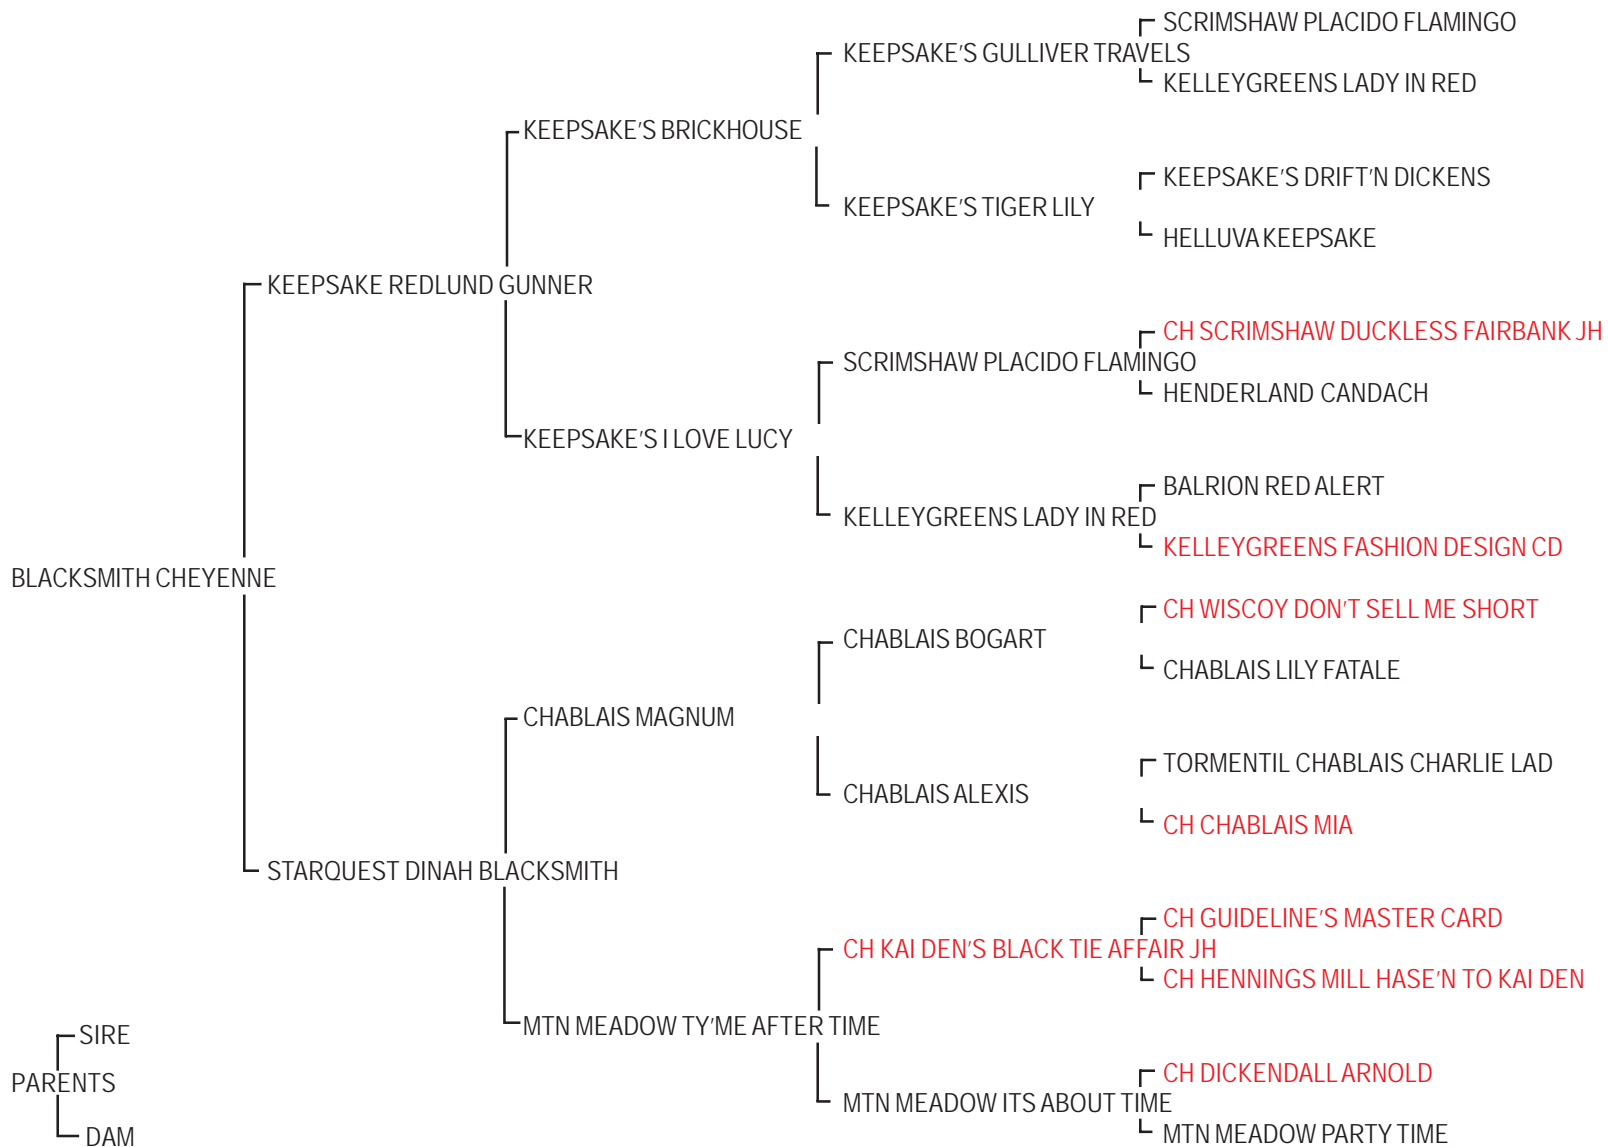 SCRIMSHAW PLACIDO FLAMINGO
KEEPSAKE'S GULLIVER TRAVELS
KELLEYGREENS LADY IN RED
KEEPSAKE'S BRICKHOUSE
KEEPSAKE'S DRIFT'N DICKENS
KEEPSAKE'S TIGER LILY
HELLUVA KEEPSAKE
KEEPSAKE REDLUND GUNNER
CH SCRIMSHAW DUCKLESS FAIRBANK JH
SCRIMSHAW PLACIDO FLAMINGO
HENDERLAND CANDACH
KEEPSAKE'S I LOVE LUCY
BALRION RED ALERT
KELLEYGREENS LADY IN RED
KELLEYGREENS FASHION DESIGN CD
BLACKSMITH CHEYENNE
CH WISCOY DON'T SELL ME SHORT
CHABLAIS BOGART
CHABLAIS LILY FATALE
CHABLAIS MAGNUM
TORMENTIL CHABLAIS CHARLIE LAD
CHABLAIS ALEXIS
CH CHABLAIS MIA
STARQUEST DINAH BLACKSMITH
CH GUIDELINE'S MASTER CARD
CH KAI DEN'S BLACK TIE AFFAIR JH
CH HENNINGS MILL HASE'N TO KAI DEN
MTN MEADOW TY'ME AFTER TIME
CH DICKENDALL ARNOLD
MTN MEADOW ITS ABOUT TIME
MTN MEADOW PARTY TIME
SIRE
PARENTS
DAM